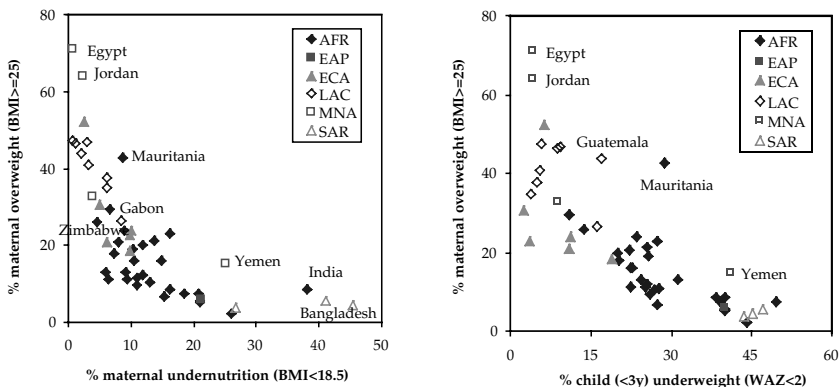 % maternal overweight (BMI>=25)
80
60
40
20
0
0 10 20 30 40 50
% maternal undernutrition (BMI<18.5)
Egypt
Jordan
Mauritania
Gabon
Zimbabw
Yemen
India
Bangladesh
AFR
EAP
ECA
LAC
MNA
SAR
% maternal overweight (BMI>=25)
80
60
40
20
0
0 15 30 45 60
% child (<3y) underweight (WAZ<2)
Egypt
Jordan
Guatemala
Mauritania
Yemen
AFR
EAP
ECA
LAC
MNA
SAR